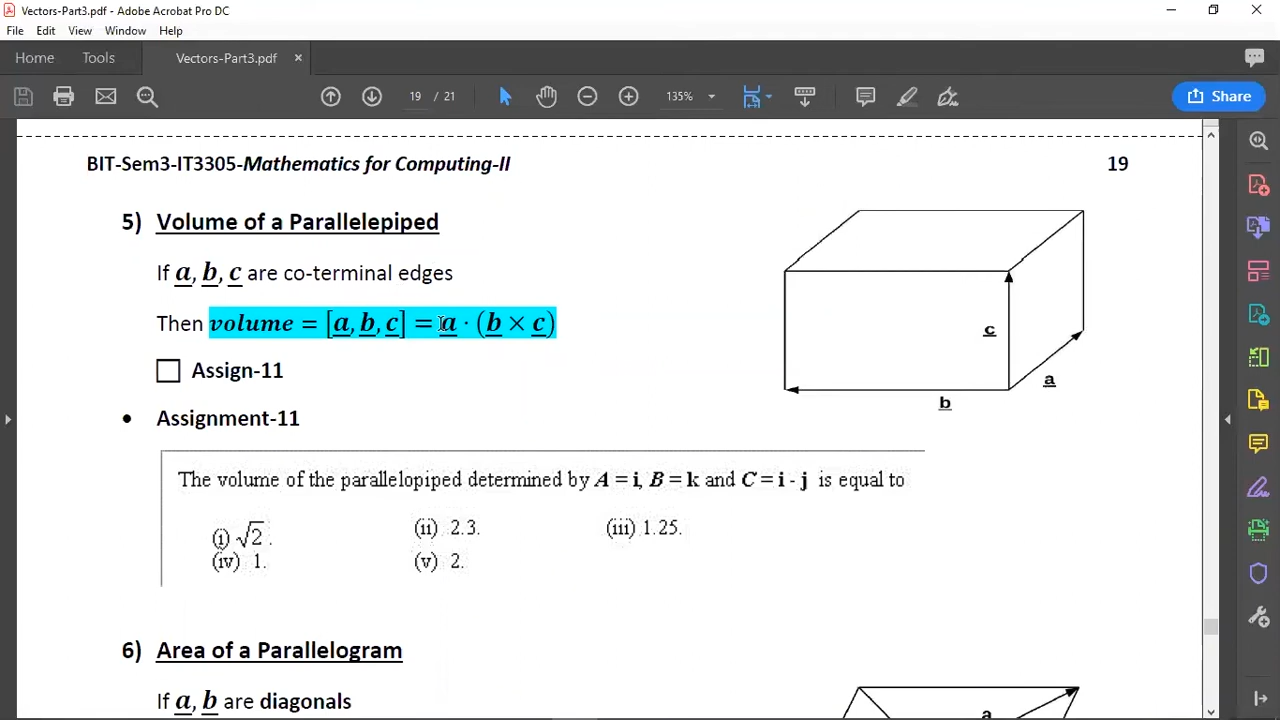 Vectors-Part3.pdf - Adobe Acrobat Pro DC
File Edit View Window Help
Home Tools Vectors-Part3.pdf ×
19 / 21 135% Share
BIT-Sem3-IT3305-Mathematics for Computing-II 19
5) Volume of a Parallelepiped
If a, b, c are co-terminal edges
Then volume = [a, b, c] = a · (b × c)
Assign-11
c
a
b
• Assignment-11
The volume of the parallelopiped determined by A = i, B = k and C = i - j is equal to
(i) √2. (ii) 2.3. (iii) 1.25.
(iv) 1. (v) 2.
6) Area of a Parallelogram
If a, b are diagonals
a